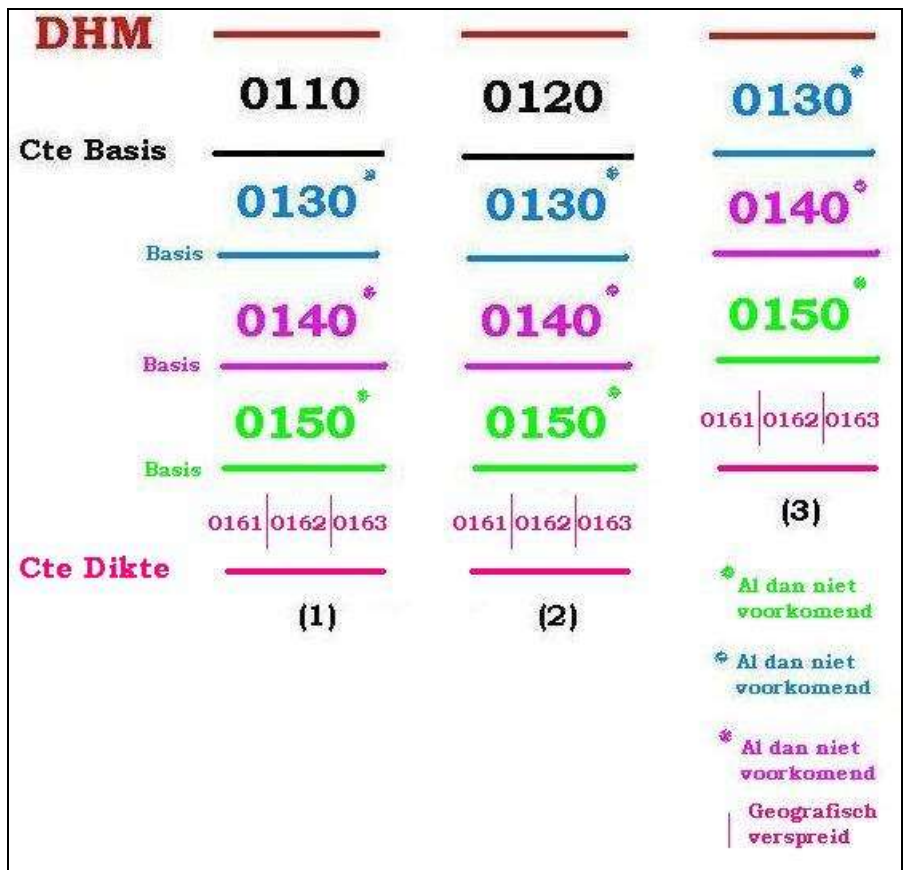 DHM
0110 0120 0130*
Cte Basis
0130* 0130* 0140*
Basis
0140* 0140* 0150*
Basis
0161 0162 0163
0150* 0150*
Basis
(3)
0161 0162 0163 0161 0162 0163
Cte Dikte
(1) (2)
* Al dan niet
voorkomend
* Al dan niet
voorkomend
* Al dan niet
voorkomend
| Geografisch
verspreid